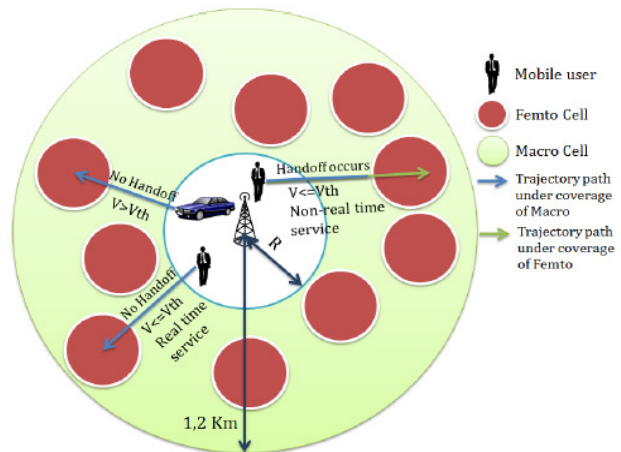 No Handoff
V>Vth
Handoff occurs
V<=Vth
Non-real time
service
R
No Handoff
V<=Vth
Real time
service
1,2 Km
Mobile user
Femto Cell
Macro Cell
Trajectory path
under coverage
of Macro
Trajectory path
under coverage
of Femto